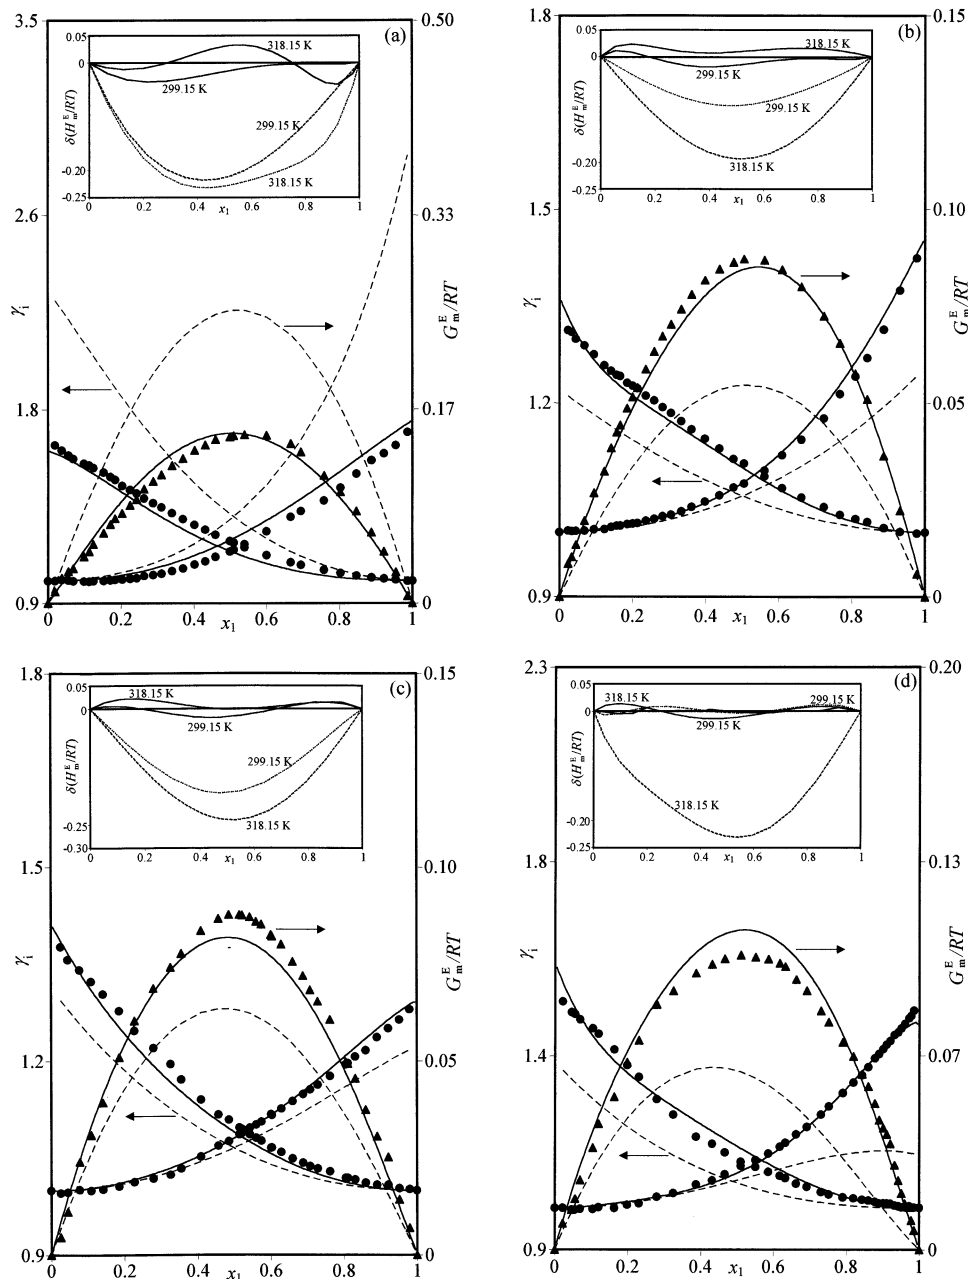 3.5
0.50
(a)
0.05
0
-0.20
-0.25
δ(H^E_m/RT)
318.15 K
299.15 K
299.15 K
318.15 K
0 0.2 0.4 x₁ 0.6 0.8 1
2.6
0.33
γᵢ
G^E_m/RT
1.8
0.17
0.9
0
0 0.2 0.4 x₁ 0.6 0.8 1
1.8
0.15
(b)
0.05
0
-0.20
-0.25
δ(H^E_m/RT)
318.15 K
299.15 K
299.15 K
318.15 K
0 0.2 0.4 x₁ 0.6 0.8 1
1.5
0.10
γᵢ
G^E_m/RT
1.2
0.05
0.9
0
0 0.2 0.4 x₁ 0.6 0.8 1
1.8
0.15
(c)
0.05
0
-0.25
-0.30
δ(H^E_m/RT)
318.15 K
299.15 K
299.15 K
318.15 K
0 0.2 0.4 x₁ 0.6 0.8 1
1.5
0.10
γᵢ
G^E_m/RT
1.2
0.05
0.9
0
0 0.2 0.4 x₁ 0.6 0.8 1
2.3
0.20
(d)
0.05
0
-0.20
-0.25
δ(H^E_m/RT)
318.15 K
299.15 K
299.15 K
318.15 K
0 0.2 0.4 x₁ 0.6 0.8 1
1.8
0.13
γᵢ
G^E_m/RT
1.4
0.07
0.9
0
0 0.2 0.4 x₁ 0.6 0.8 1